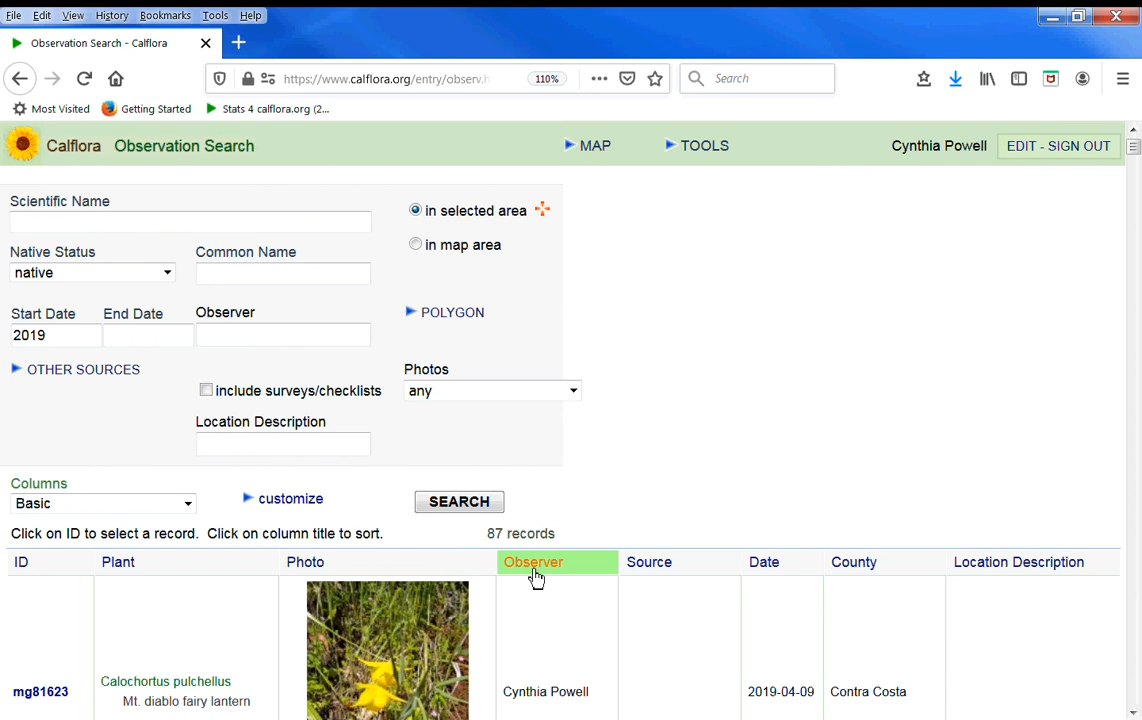 File Edit View History Bookmarks Tools Help
Observation Search - Calflora
https://www.calflora.org/entry/observ.h 110% Search
Most Visited Getting Started Stats 4 calflora.org (2...
Calflora Observation Search MAP TOOLS Cynthia Powell EDIT - SIGN OUT
Scientific Name
in selected area
Native Status Common Name
in map area
native
Start Date End Date Observer
POLYGON
2019
OTHER SOURCES
Photos
include surveys/checklists
any
Location Description
Columns
Basic
customize
SEARCH
Click on ID to select a record. Click on column title to sort. 87 records
ID Plant Photo Observer Source Date County Location Description
Calochortus pulchellus
mg81623 Cynthia Powell 2019-04-09 Contra Costa
Mt. diablo fairy lantern